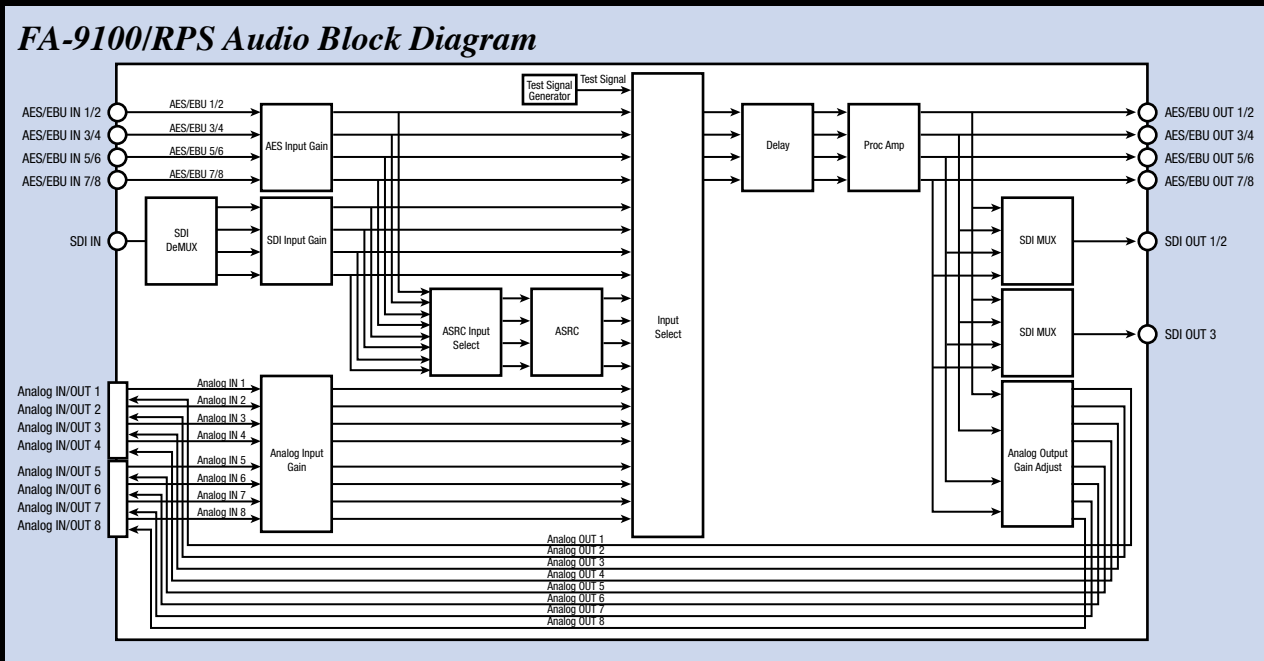 FA-9100/RPS Audio Block Diagram
Test Signal
Generator
Test Signal
AES/EBU IN 1/2
AES/EBU IN 3/4
AES/EBU IN 5/6
AES/EBU IN 7/8
SDI IN
AES/EBU 1/2
AES/EBU 3/4
AES/EBU 5/6
AES/EBU 7/8
AES Input Gain
SDI
DeMUX
SDI Input Gain
ASRC Input
Select
ASRC
Input
Select
Delay
Proc Amp
AES/EBU OUT 1/2
AES/EBU OUT 3/4
AES/EBU OUT 5/6
AES/EBU OUT 7/8
SDI MUX
SDI OUT 1/2
SDI MUX
SDI OUT 3
Analog IN/OUT 1
Analog IN/OUT 2
Analog IN/OUT 3
Analog IN/OUT 4
Analog IN/OUT 5
Analog IN/OUT 6
Analog IN/OUT 7
Analog IN/OUT 8
Analog IN 1
Analog IN 2
Analog IN 3
Analog IN 4
Analog IN 5
Analog IN 6
Analog IN 7
Analog IN 8
Analog Input
Gain
Analog Output
Gain Adjust
Analog OUT 1
Analog OUT 2
Analog OUT 3
Analog OUT 4
Analog OUT 5
Analog OUT 6
Analog OUT 7
Analog OUT 8